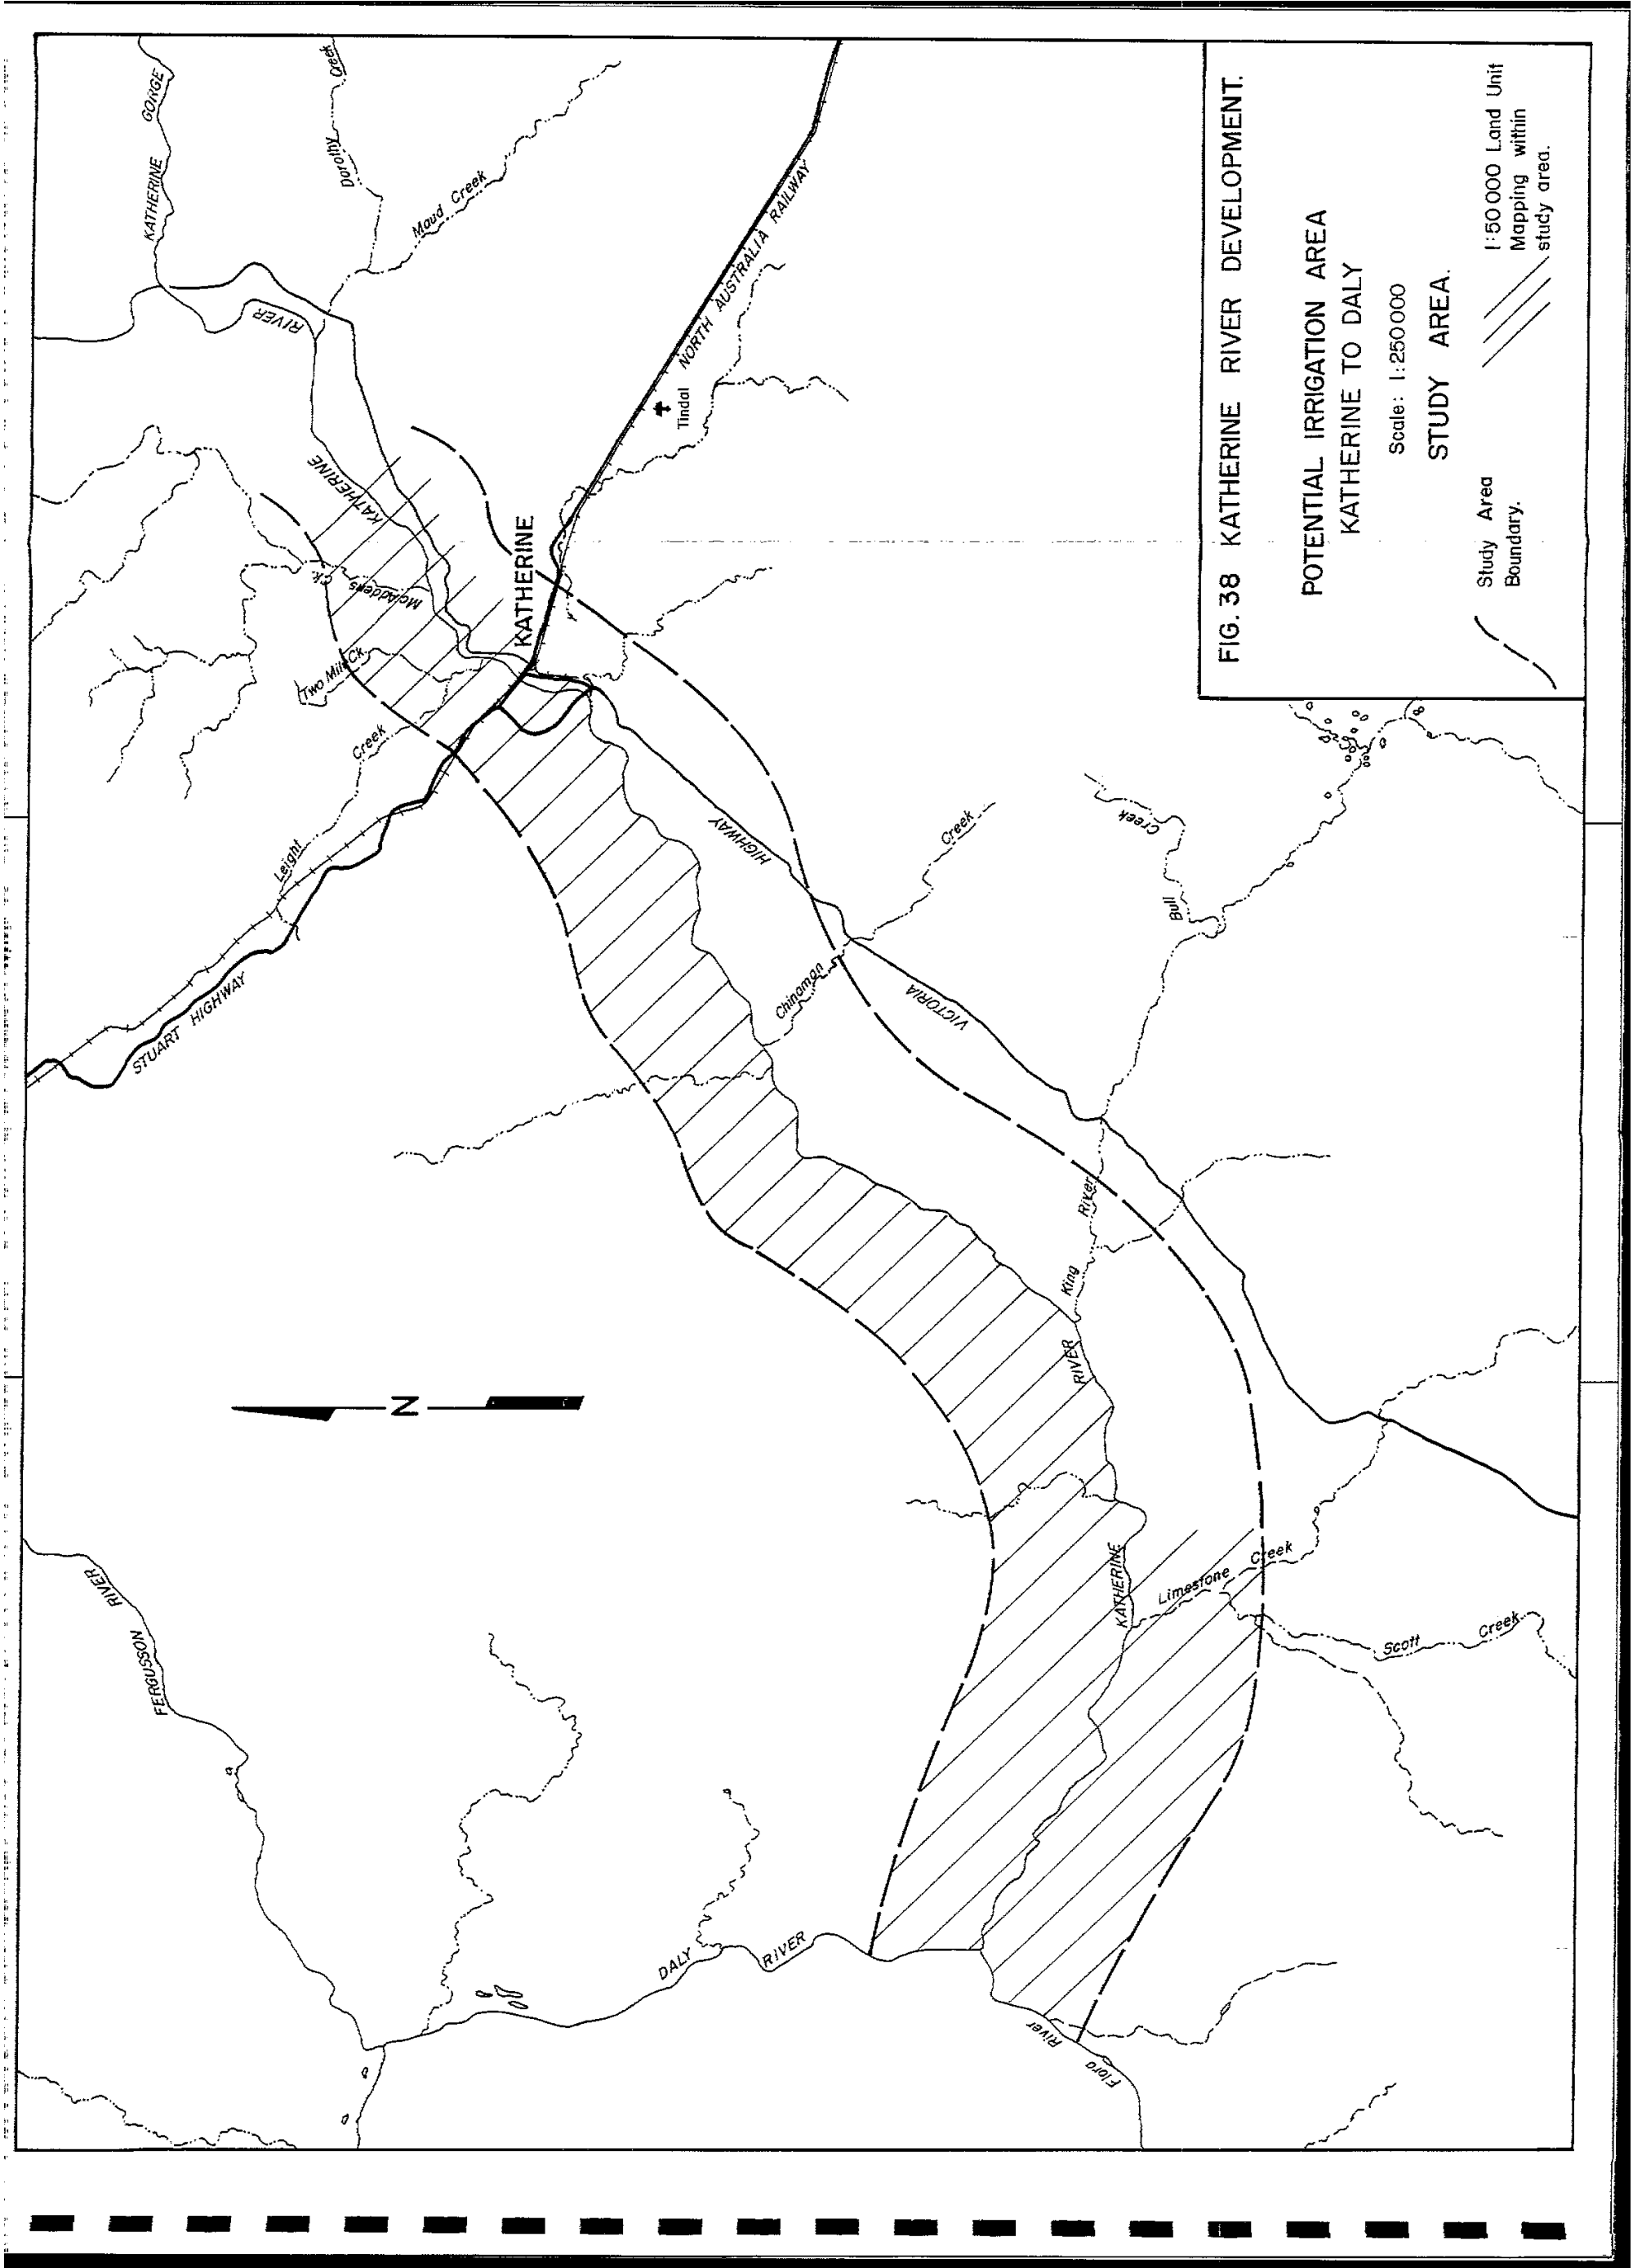 KATHERINE GORGE
Dorothy Creek
Maud Creek
RIVER
KATHERINE
NORTH AUSTRALIA RAILWAY
Tindal
McAddens Ck.
KATHERINE
Two Mile Ck.
Leight Creek
STUART HIGHWAY
VICTORIA HIGHWAY
Chinaman Creek
Bull Creek
King River
KATHERINE RIVER
Limestone Creek
Scott Creek
N
FERGUSSON RIVER
DALY RIVER
Flora River
FIG. 38 KATHERINE RIVER DEVELOPMENT.
POTENTIAL IRRIGATION AREA
KATHERINE TO DALY
Scale: 1:250000
STUDY AREA.
Study Area
Boundary.
1:50 000 Land Unit
Mapping within
study area.